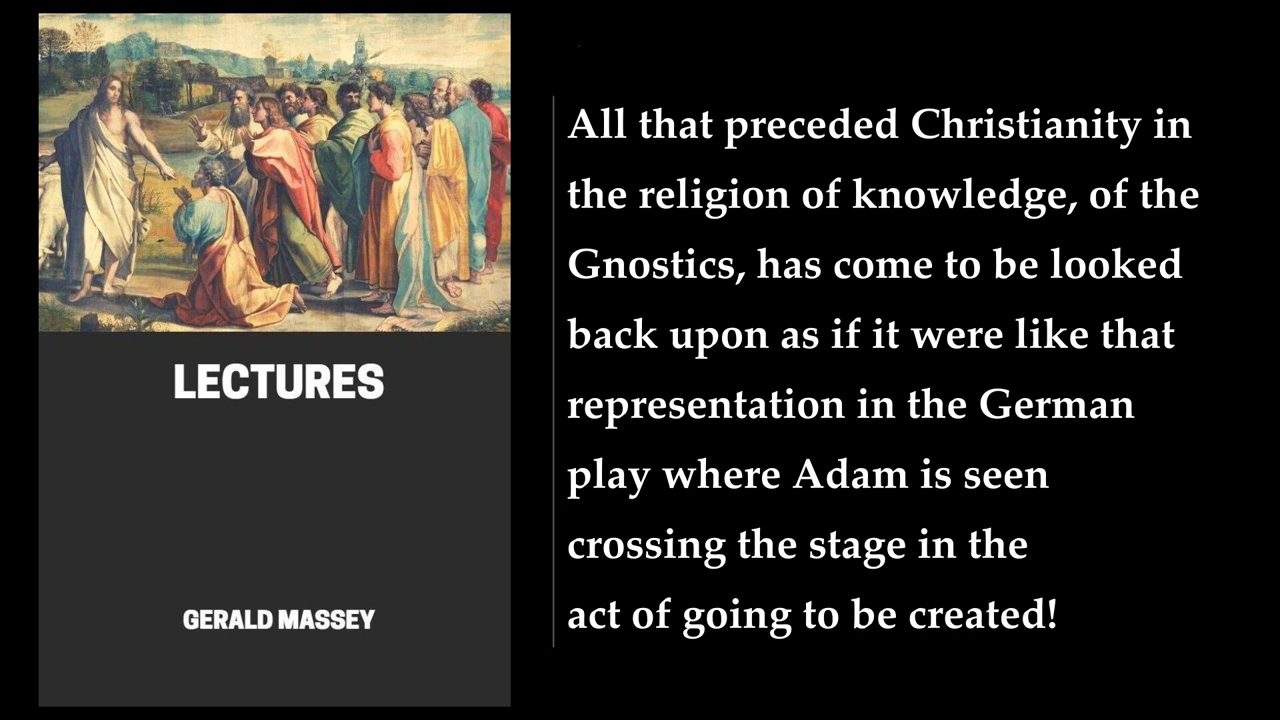 LECTURES
GERALD MASSEY
All that preceded Christianity in
the religion of knowledge, of the
Gnostics, has come to be looked
back upon as if it were like that
representation in the German
play where Adam is seen
crossing the stage in the
act of going to be created!